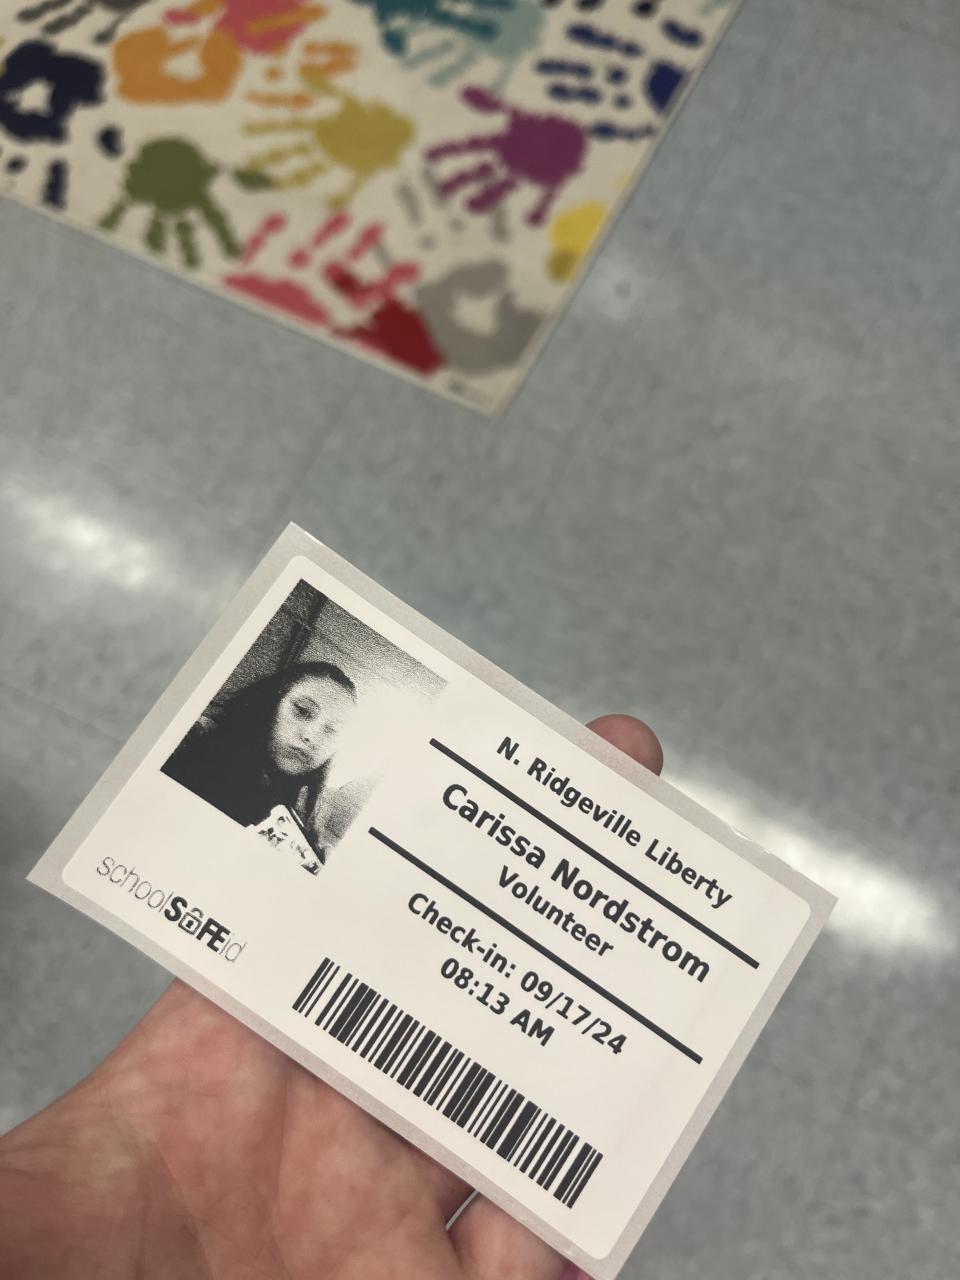 N. Ridgeville Liberty
Carissa Nordstrom
Volunteer
Check-in: 09/17/24
08:13 AM
schoolSAFEid